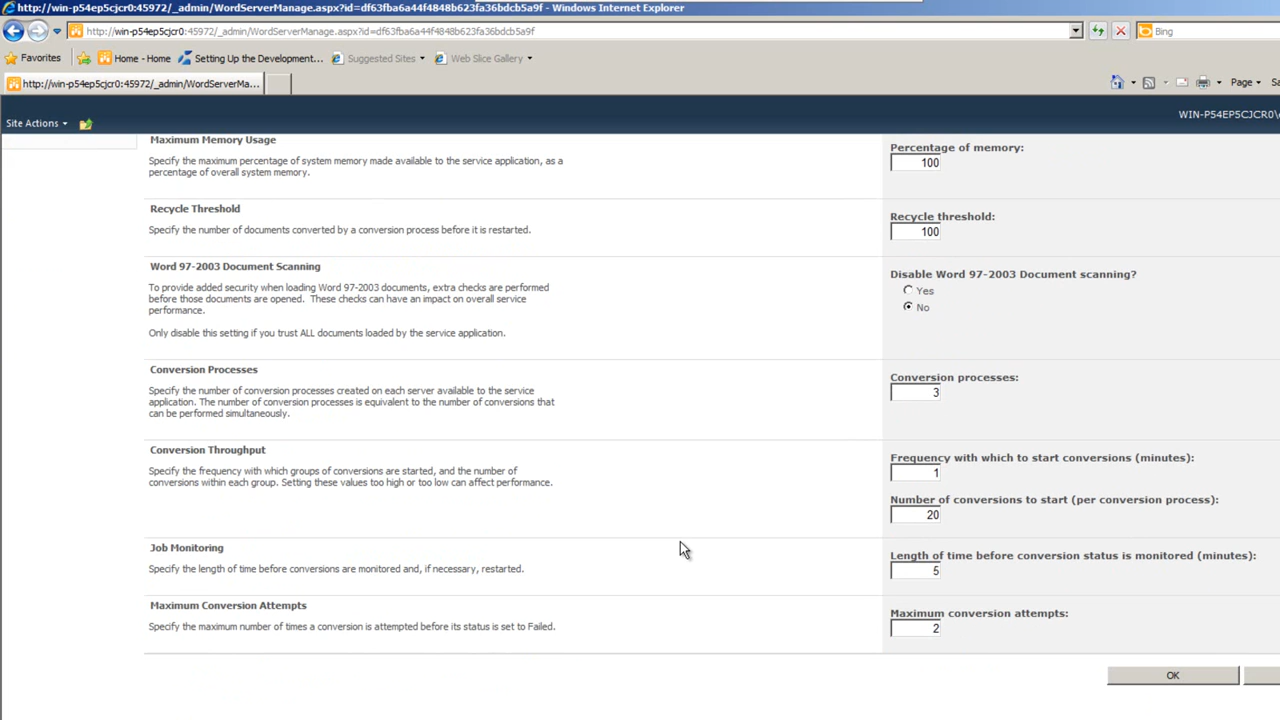 http://win-p54ep5cjcr0:45972/_admin/WordServerManage.aspx?id=df63fba6a44f4848b623fa36bdcb5a9f - Windows Internet Explorer
http://win-p54ep5cjcr0:45972/_admin/WordServerManage.aspx?id=df63fba6a44f4848b623fa36bdcb5a9f
Bing
Favorites Home - Home Setting Up the Development... Suggested Sites Web Slice Gallery
http://win-p54ep5cjcr0:45972/_admin/WordServerMa... Page
Site Actions WIN-P54EP5CJCR0\
Maximum Memory Usage
Specify the maximum percentage of system memory made available to the service application, as a
percentage of overall system memory.
Percentage of memory:
100
Recycle Threshold
Specify the number of documents converted by a conversion process before it is restarted.
Recycle threshold:
100
Word 97-2003 Document Scanning
To provide added security when loading Word 97-2003 documents, extra checks are performed
before those documents are opened. These checks can have an impact on overall service
performance.
Only disable this setting if you trust ALL documents loaded by the service application.
Disable Word 97-2003 Document scanning?
Yes
No
Conversion Processes
Specify the number of conversion processes created on each server available to the service
application. The number of conversion processes is equivalent to the number of conversions that
can be performed simultaneously.
Conversion processes:
3
Conversion Throughput
Specify the frequency with which groups of conversions are started, and the number of
conversions within each group. Setting these values too high or too low can affect performance.
Frequency with which to start conversions (minutes):
1
Number of conversions to start (per conversion process):
20
Job Monitoring
Specify the length of time before conversions are monitored and, if necessary, restarted.
Length of time before conversion status is monitored (minutes):
5
Maximum Conversion Attempts
Specify the maximum number of times a conversion is attempted before its status is set to Failed.
Maximum conversion attempts:
2
OK